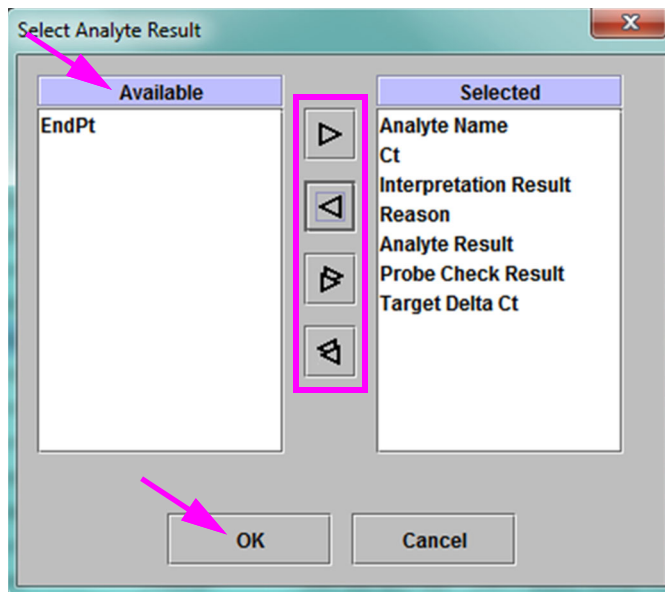 Select Analyte Result
Available
EndPt
Selected
Analyte Name
Ct
Interpretation Result
Reason
Analyte Result
Probe Check Result
Target Delta Ct
OK
Cancel